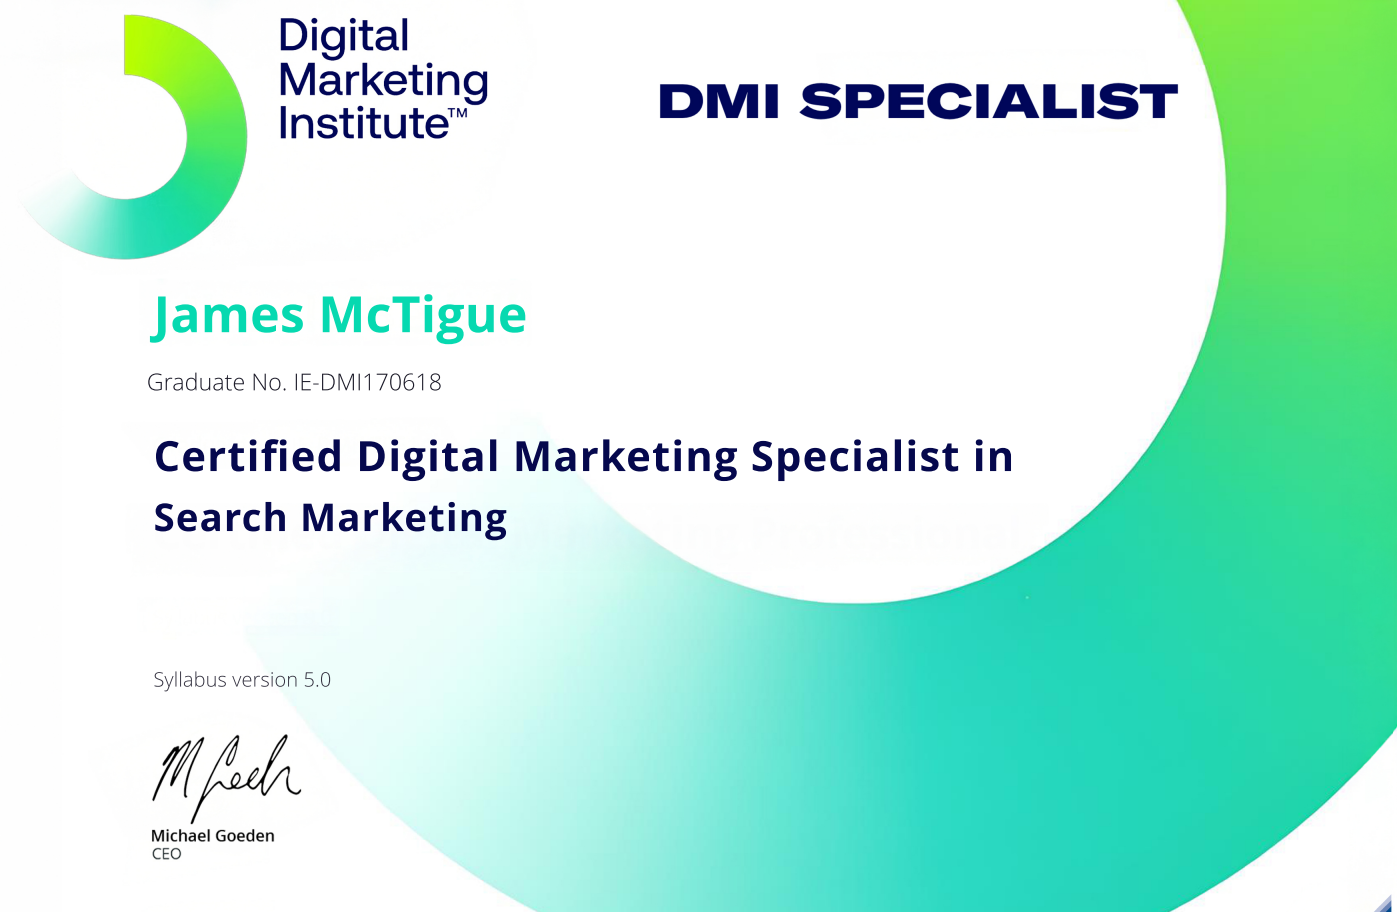 Digital
Marketing
Institute™
DMI SPECIALIST
James McTigue
Graduate No. IE-DMI170618
Certified Digital Marketing Specialist in
Search Marketing
Syllabus version 5.0
Michael Goeden
CEO